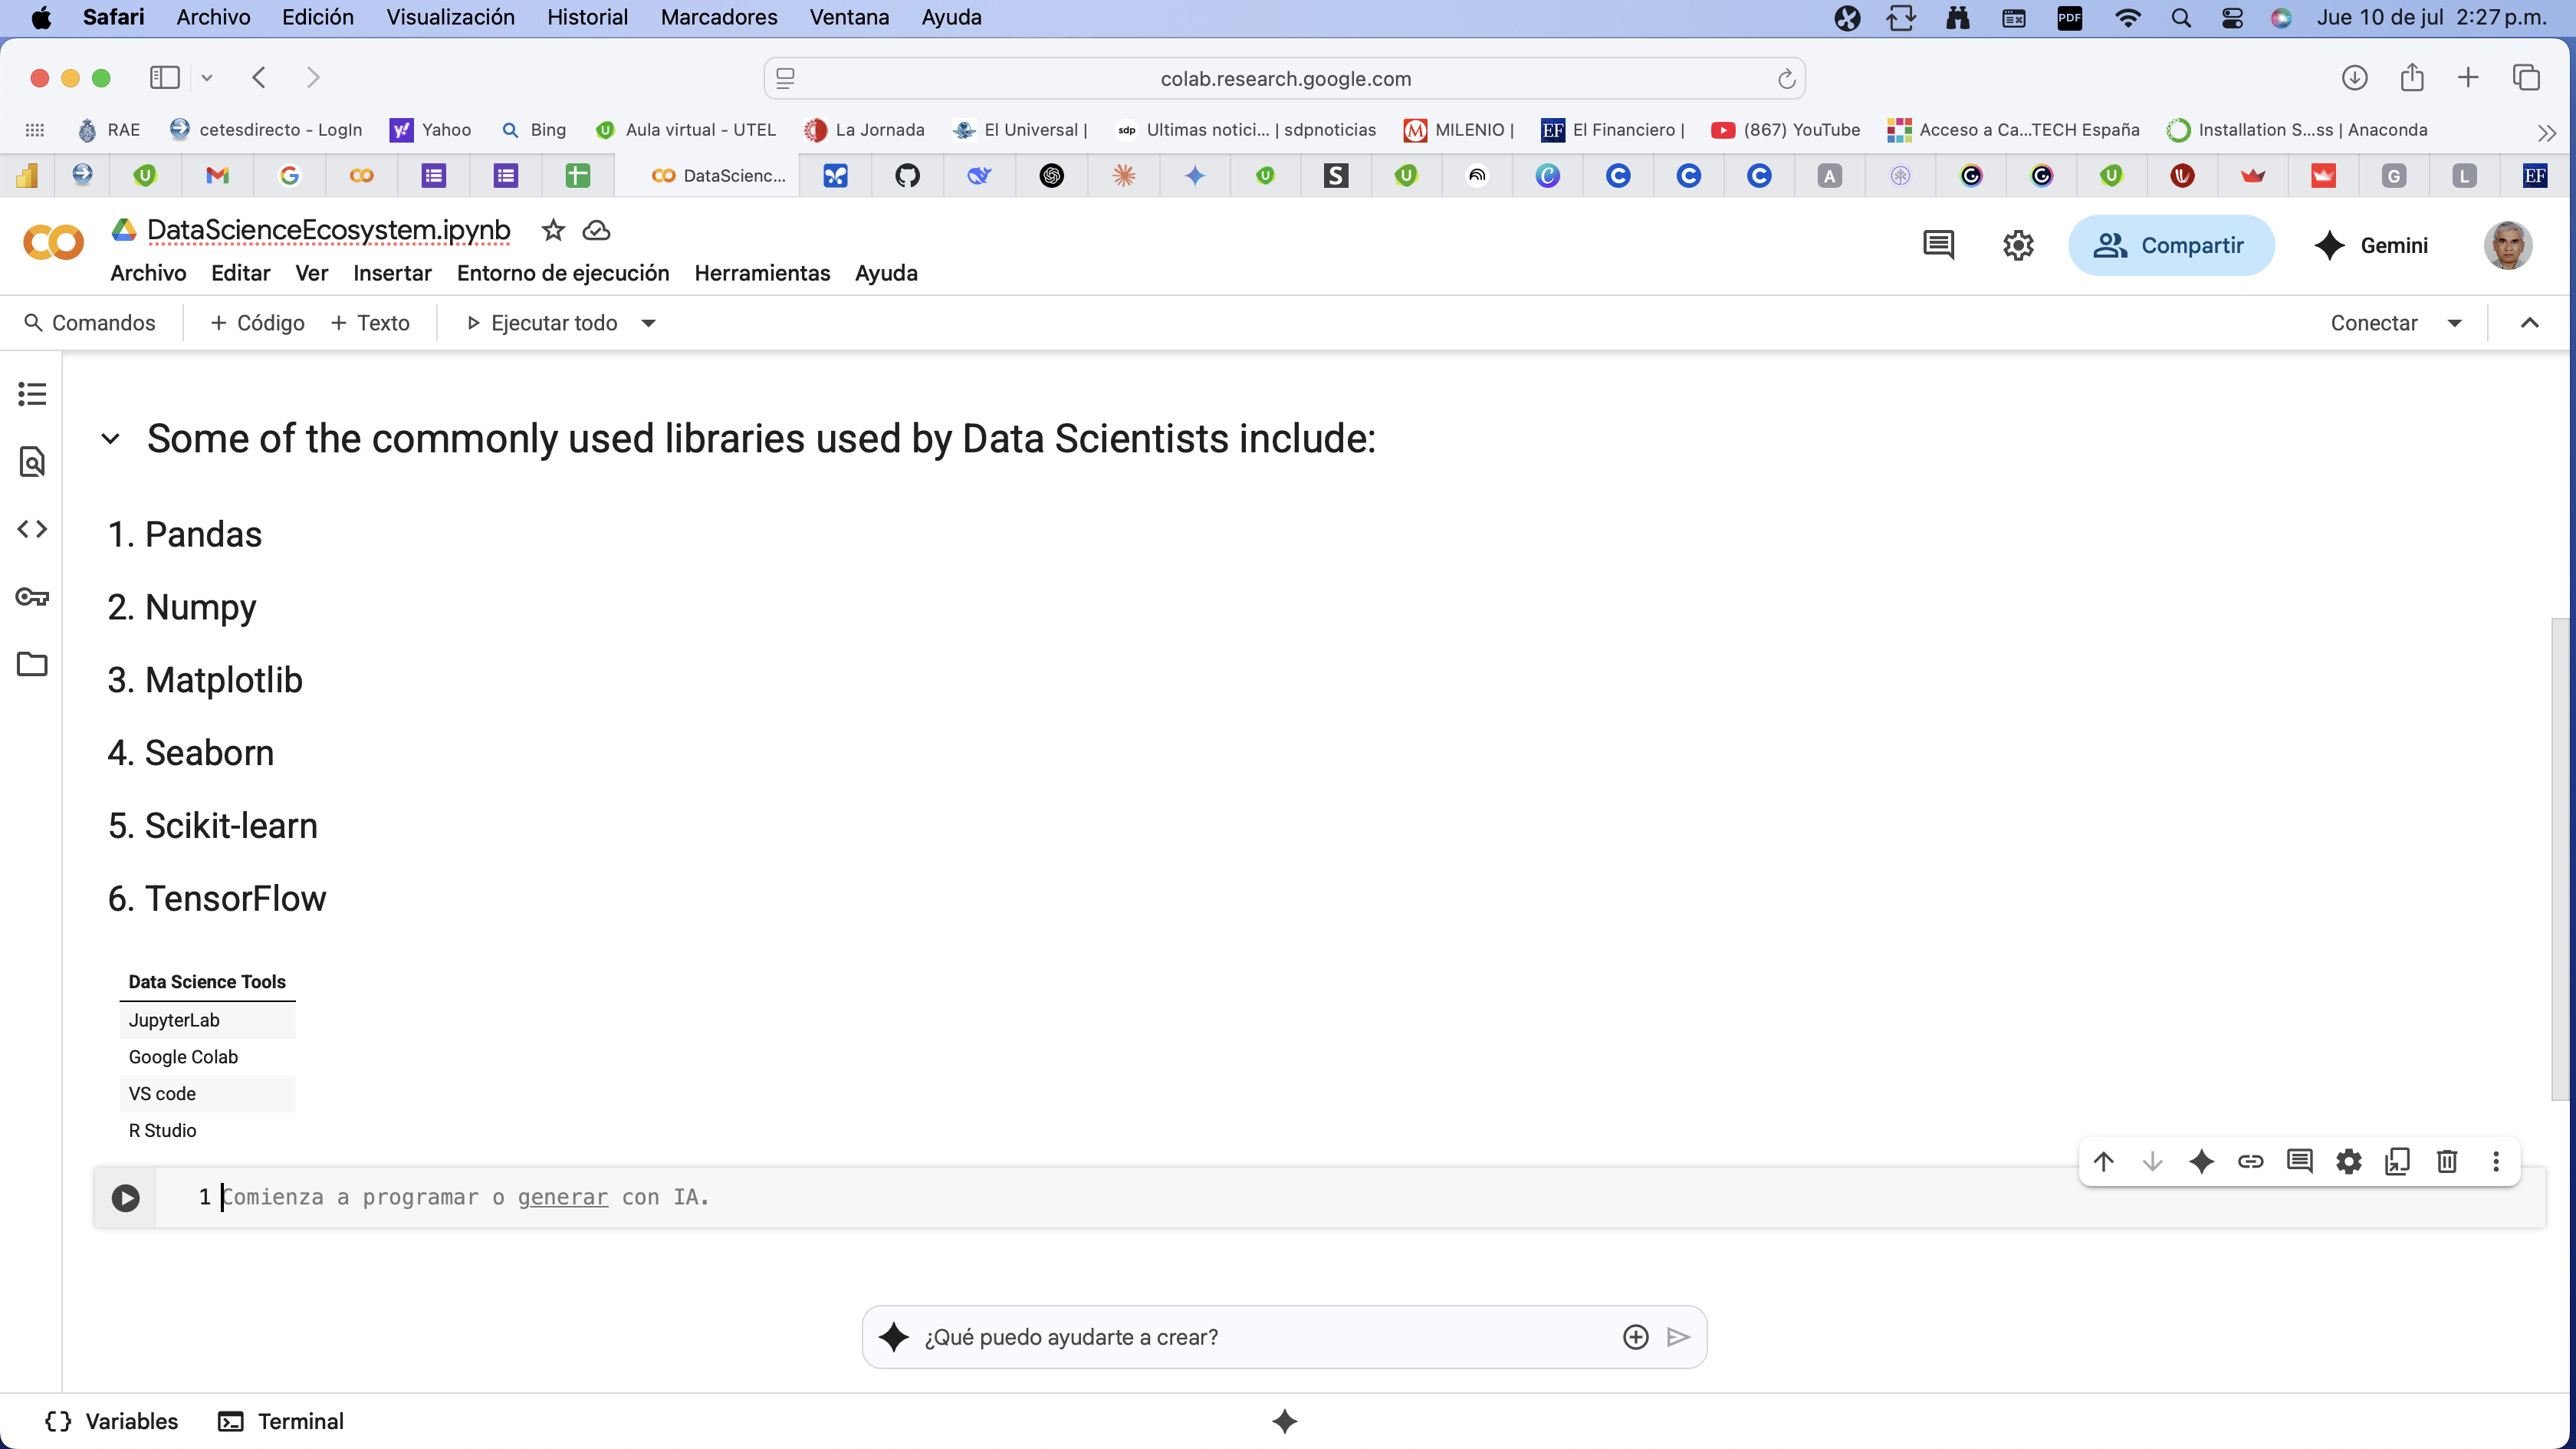 Safari Archivo Edición Visualización Historial Marcadores Ventana Ayuda PDF Jue 10 de jul 2:27 p.m.
colab.research.google.com
RAE cetesdirecto - LogIn Yahoo Bing Aula virtual - UTEL La Jornada El Universal | sdp Ultimas notici... | sdpnoticias MILENIO | EF El Financiero | (867) YouTube Acceso a Ca...TECH España Installation S...ss | Anaconda
DataScienc... S A G L EF
DataScienceEcosystem.ipynb
Compartir Gemini
Archivo Editar Ver Insertar Entorno de ejecución Herramientas Ayuda
Comandos + Código + Texto Ejecutar todo Conectar
Some of the commonly used libraries used by Data Scientists include:
1. Pandas
2. Numpy
3. Matplotlib
4. Seaborn
5. Scikit-learn
6. TensorFlow
Data Science Tools
JupyterLab
Google Colab
VS code
R Studio
1 Comienza a programar o generar con IA.
¿Qué puedo ayudarte a crear?
Variables Terminal